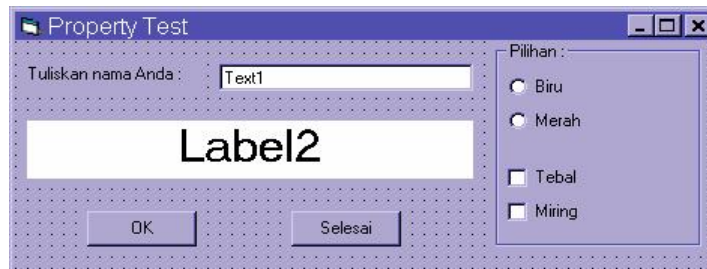 Property Test
Tuliskan nama Anda :
Text1
Label2
OK
Selesai
Pilihan :
Biru
Merah
Tebal
Miring